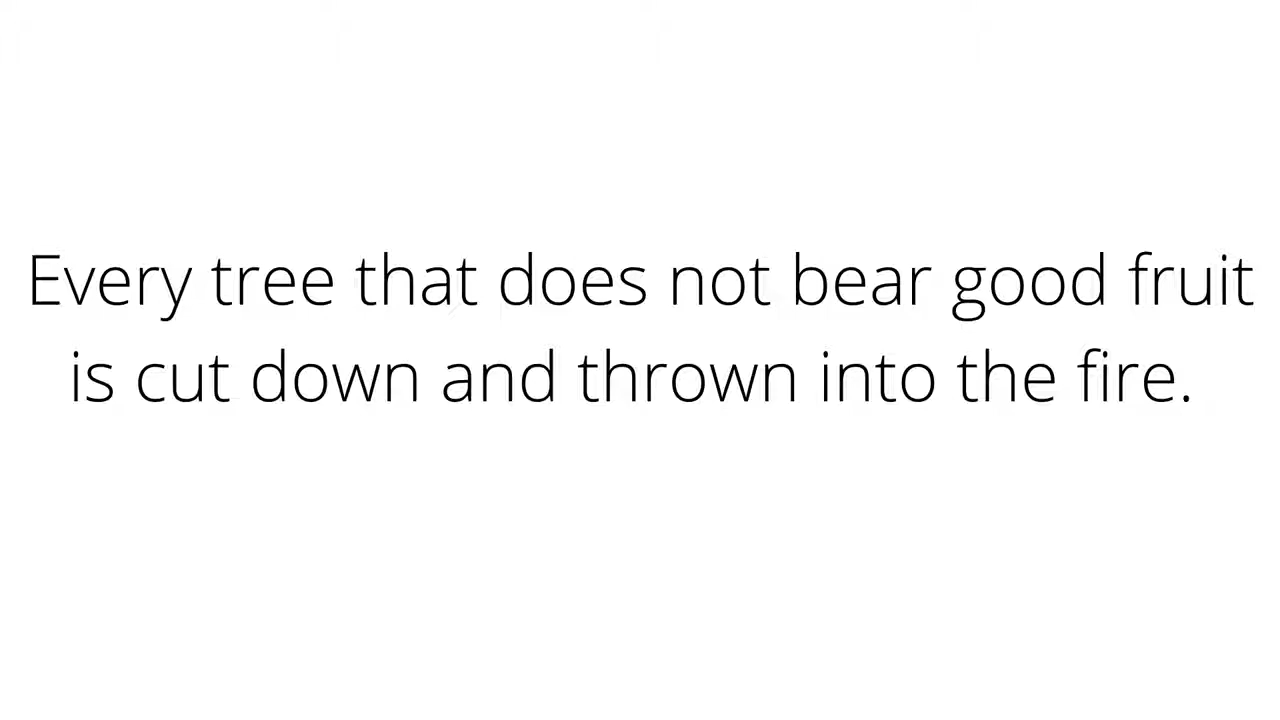 Every tree that does not bear good fruit
is cut down and thrown into the fire.